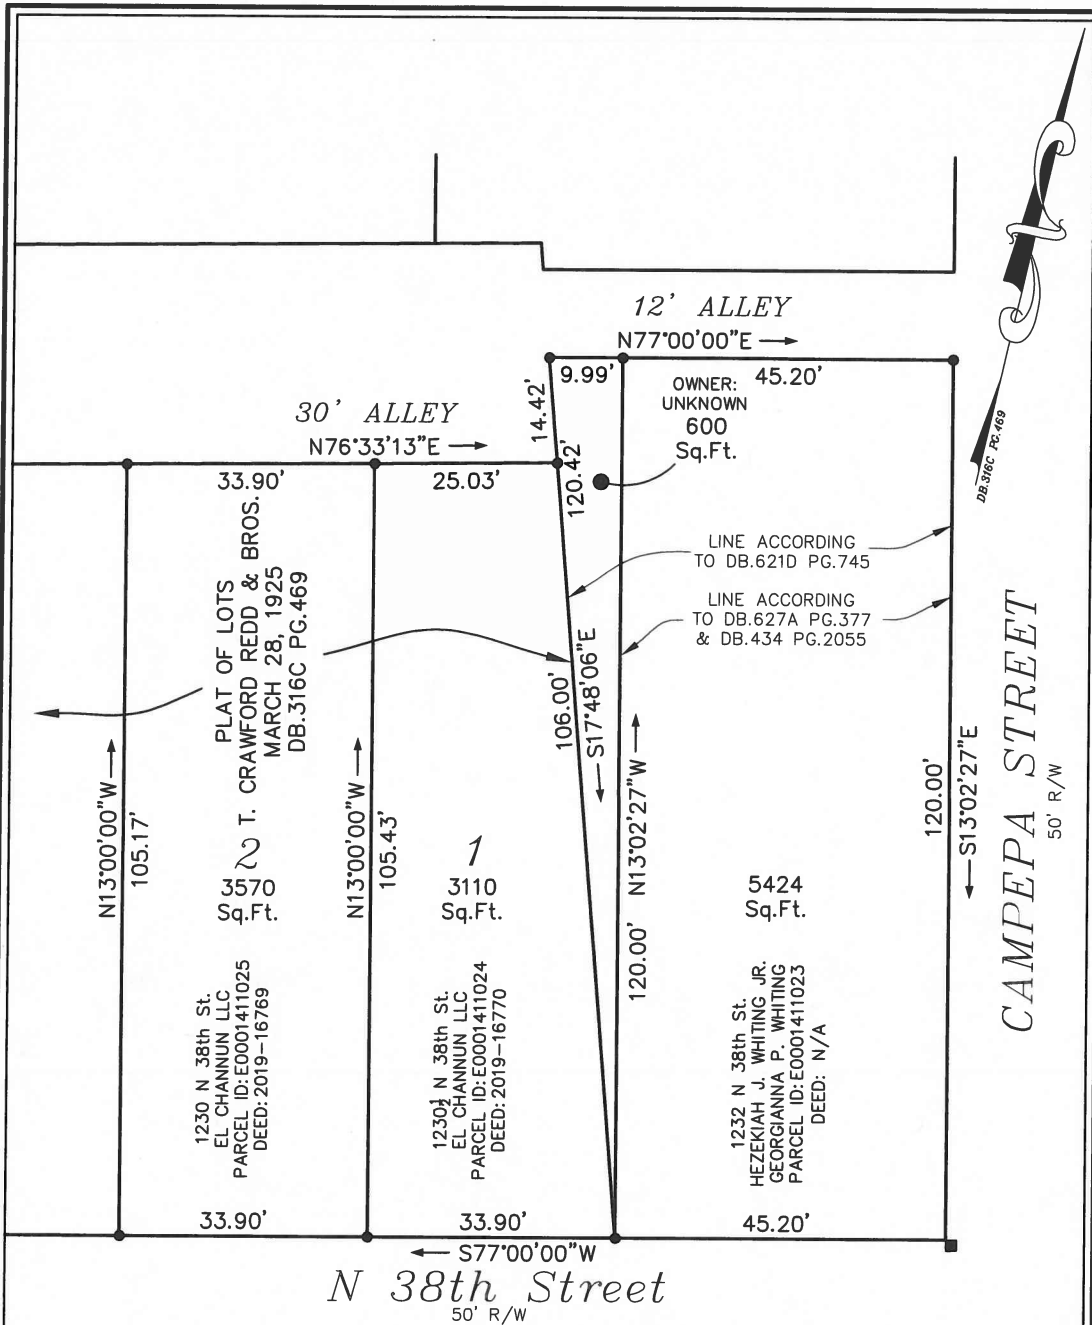 12' ALLEY
N77°00'00"E
9.99'
45.20'
OWNER:
UNKNOWN
600
Sq.Ft.
14.42'
30' ALLEY
N76°33'13"E
33.90'
25.03'
120.42'
DB.316C PG.469
PLAT OF LOTS
T. CRAWFORD REDD & BROS.
MARCH 28, 1925
DB.316C PG.469
LINE ACCORDING
TO DB.621D PG.745
LINE ACCORDING
TO DB.627A PG.377
& DB.434 PG.2055
106.00'
S17°48'06"E
N13°00'00"W
105.17'
N13°00'00"W
105.43'
N13°02'27"W
120.00'
120.00'
S13°02'27"E
CAMPEPA STREET
50' R/W
2
3570
Sq.Ft.
1
3110
Sq.Ft.
5424
Sq.Ft.
1230 N 38th St.
EL CHANNUN LLC
PARCEL ID:E0001411025
DEED:2019-16769
1230½ N 38th St.
EL CHANNUN LLC
PARCEL ID:E0001411024
DEED:2019-16770
1232 N 38th St.
HEZEKIAH J. WHITING JR.
GEORGIANNA P. WHITING
PARCEL ID:E0001411023
DEED: N/A
33.90'
33.90'
45.20'
S77°00'00"W
N 38th Street
50' R/W